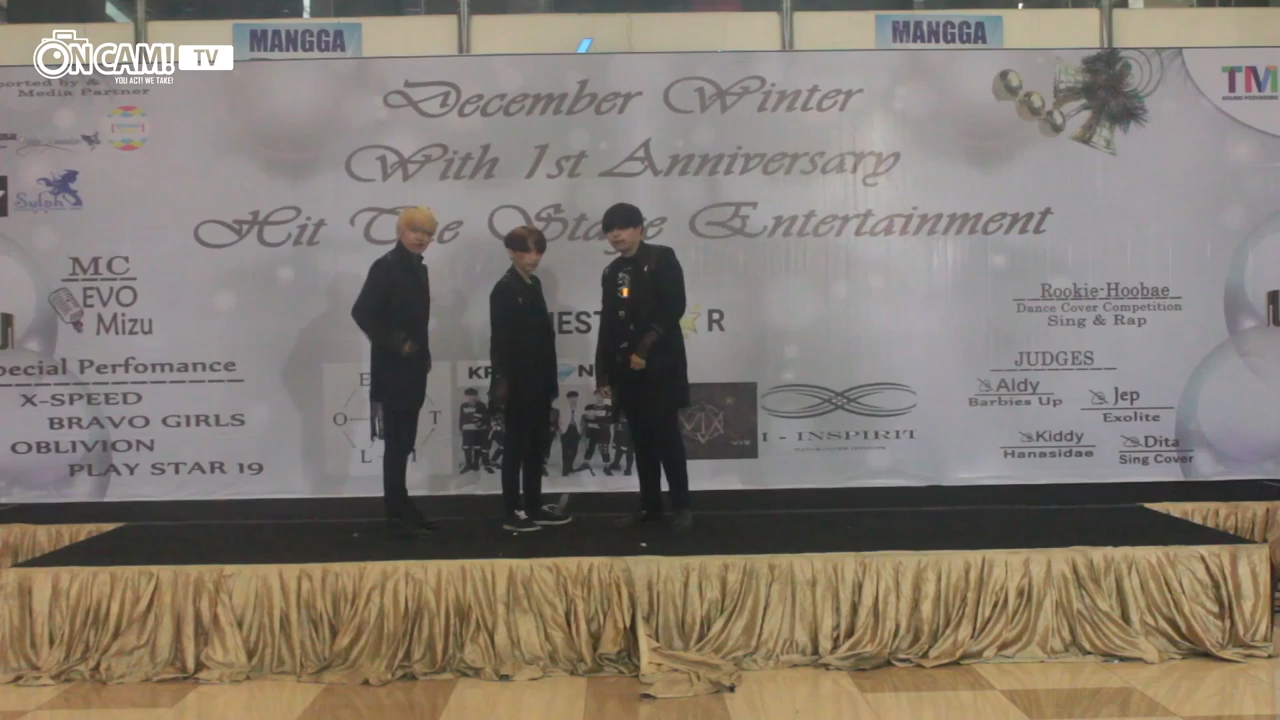 ONCAM! TV
YOU ACT! WE TAKE!
MANGGA
MANGGA
Media Partner
Sulph
December Winter
With 1st Anniversary
Hit The Stage Entertainment
TM
MC
EVO
Mizu
Special Perfomance
X-SPEED
BRAVO GIRLS
OBLIVION
PLAY STAR 19
R
E
O T
L I
I - INSPIRIT
Rookie-Hoobae
Dance Cover Competition
Sing & Rap
JUDGES
Aldy
Barbies Up
Jep
Exolite
Kiddy
Hanasidae
Dita
Sing Cover